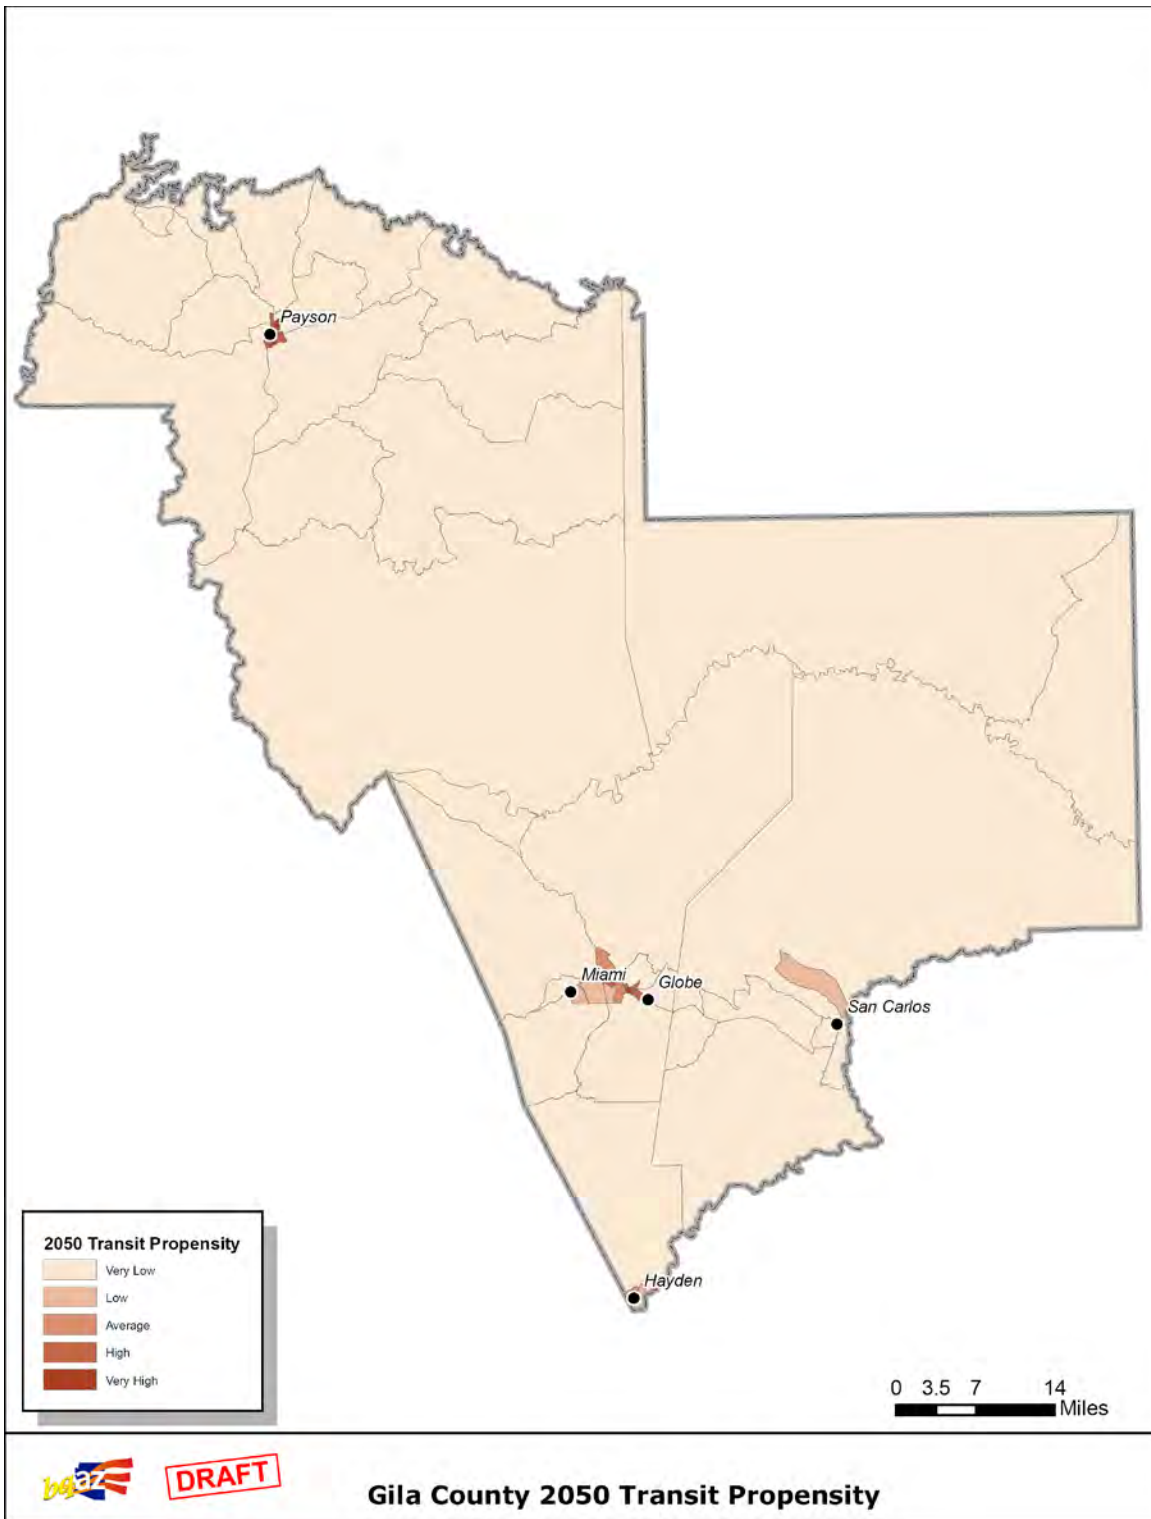 Payson
Miami
Globe
San Carlos
Hayden
2050 Transit Propensity
Very Low
Low
Average
High
Very High
0 3.5 7 14
Miles
bqaz
DRAFT
Gila County 2050 Transit Propensity